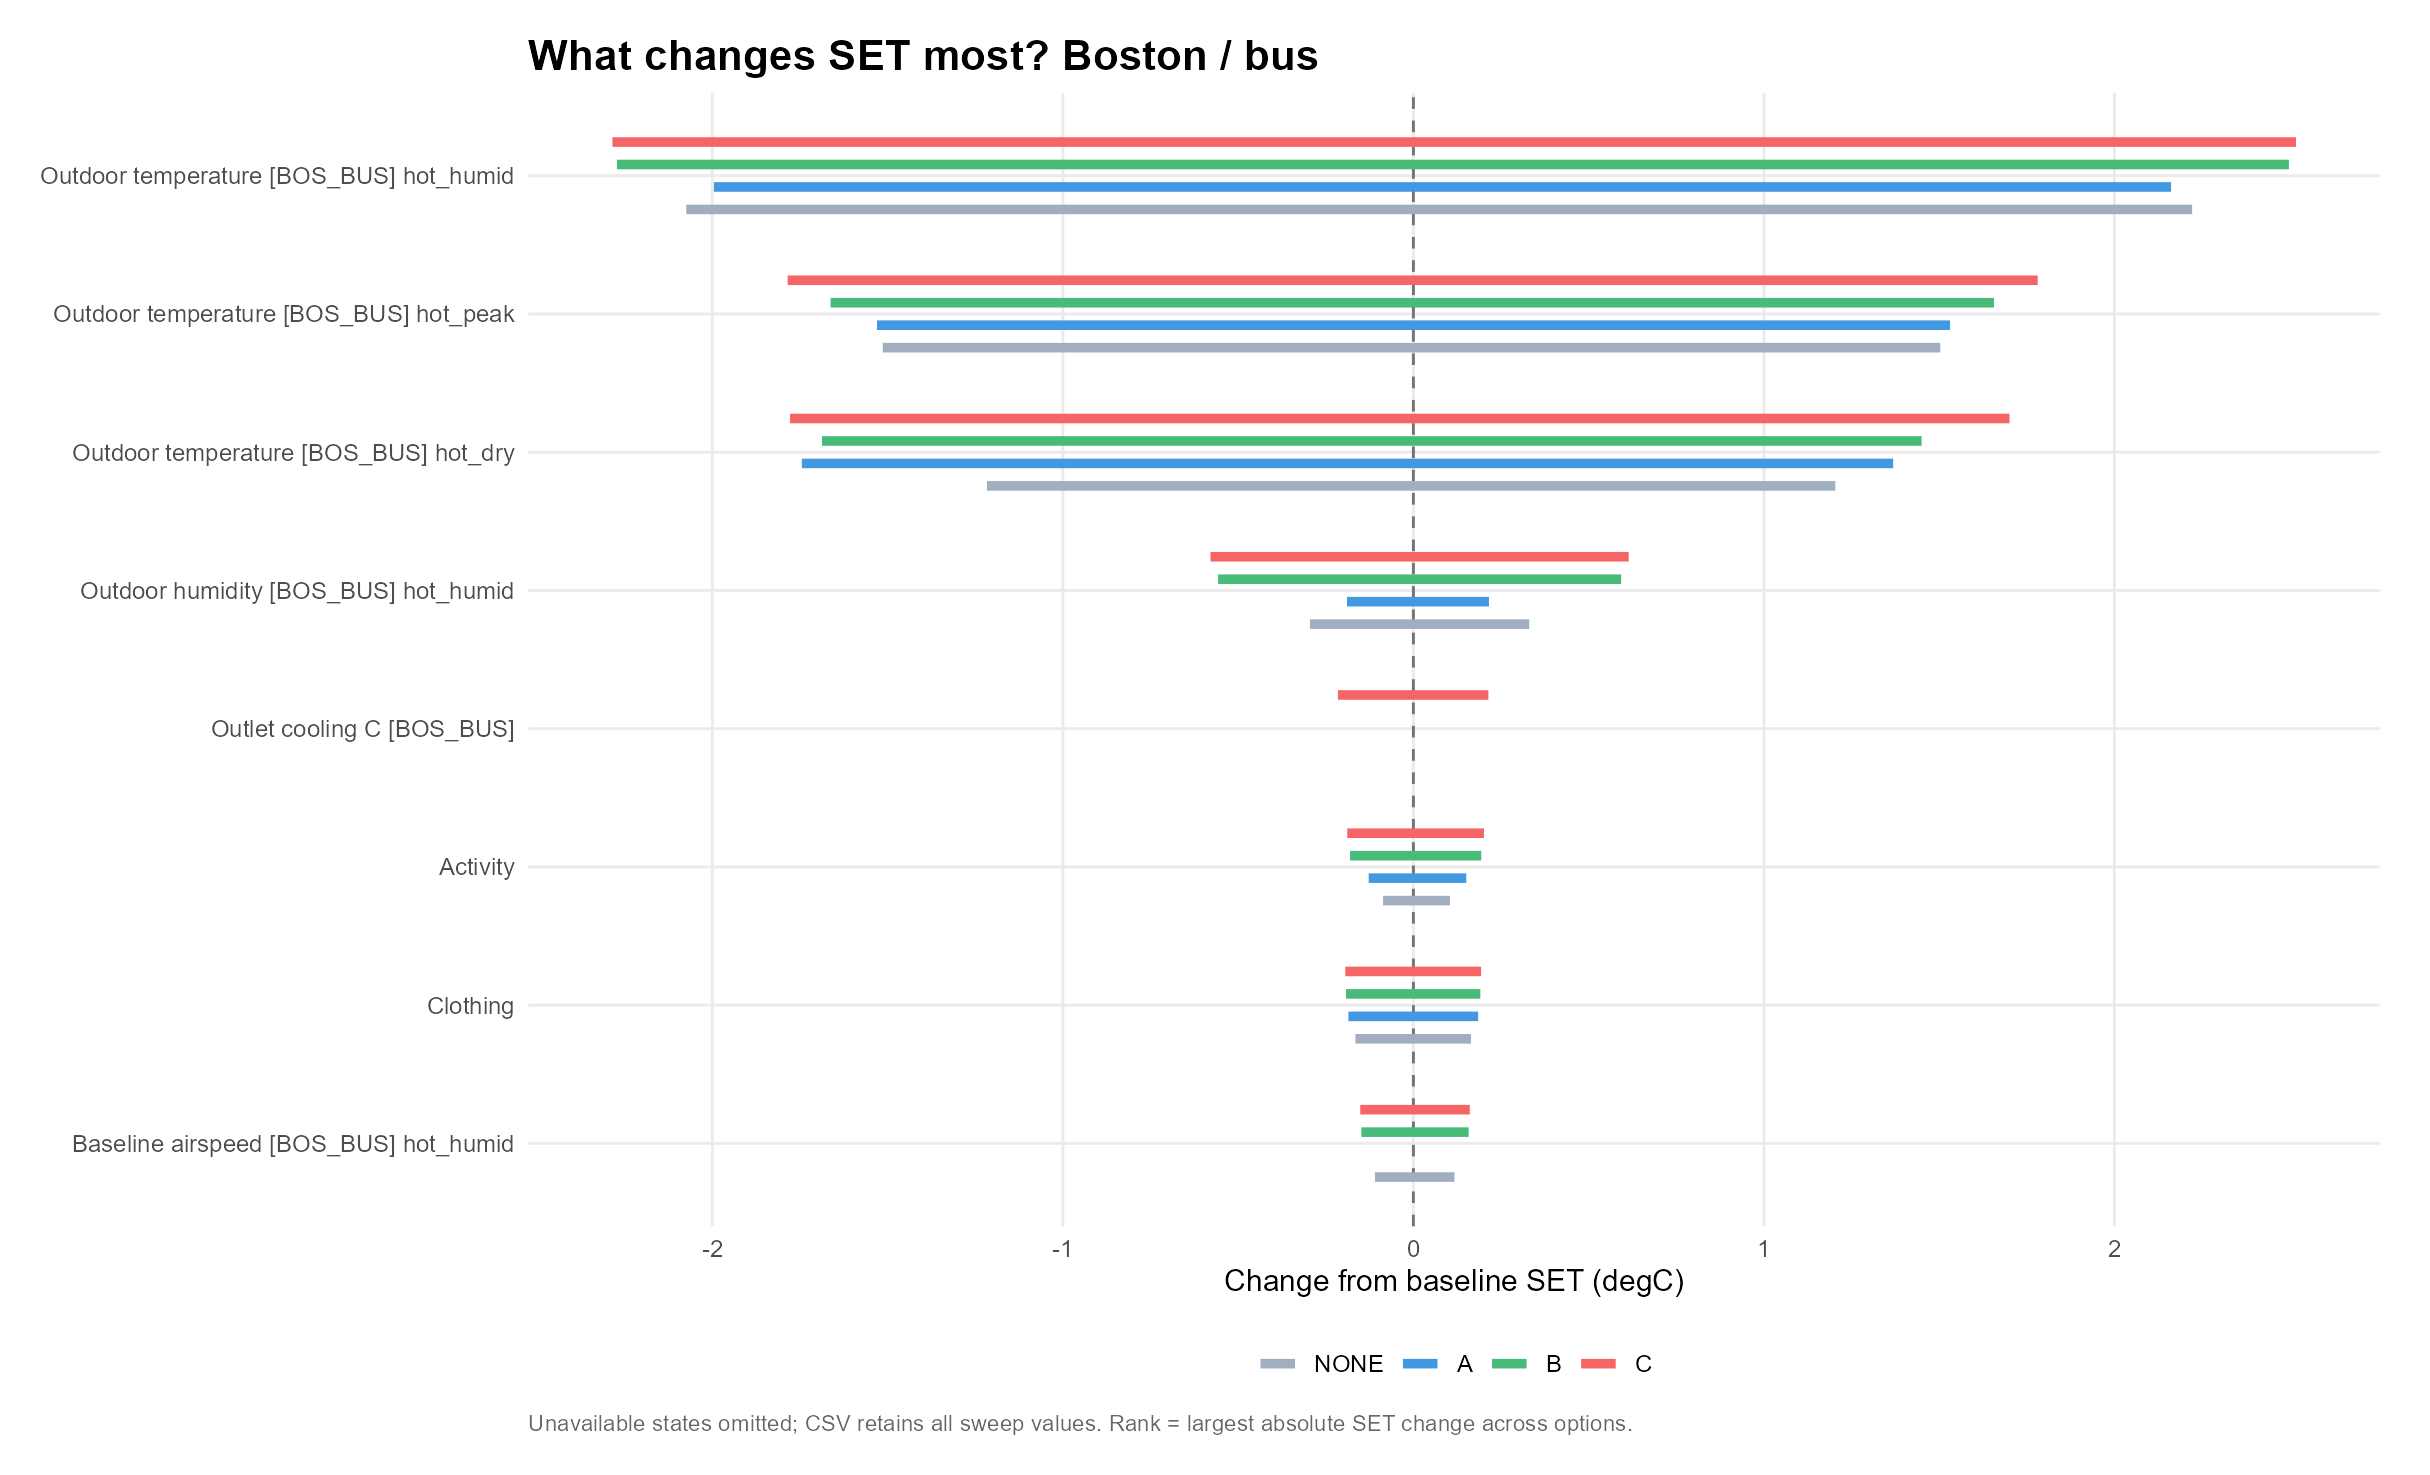 What changes SET most? Boston / bus
Outdoor temperature [BOS_BUS] hot_humid
Outdoor temperature [BOS_BUS] hot_peak
Outdoor temperature [BOS_BUS] hot_dry
Outdoor humidity [BOS_BUS] hot_humid
Outlet cooling C [BOS_BUS]
Activity
Clothing
Baseline airspeed [BOS_BUS] hot_humid
-2 -1 0 1 2
Change from baseline SET (degC)
NONE A B C
Unavailable states omitted; CSV retains all sweep values. Rank = largest absolute SET change across options.